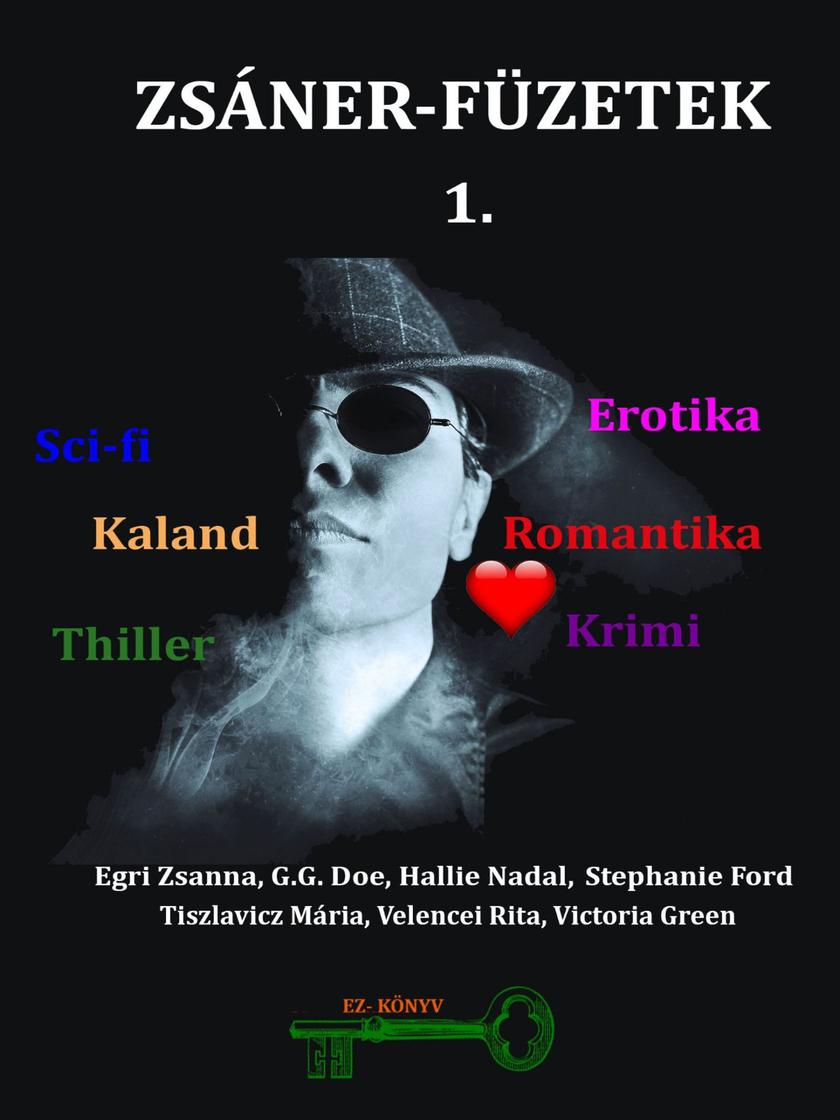 ZSÁNER-FÜZETEK
1.
Erotika
Sci-fi
Kaland
Romantika
Thiller
Krimi
Egri Zsanna, G.G. Doe, Hallie Nadal, Stephanie Ford
Tiszlavicz Mária, Velencei Rita, Victoria Green
EZ- KÖNYV